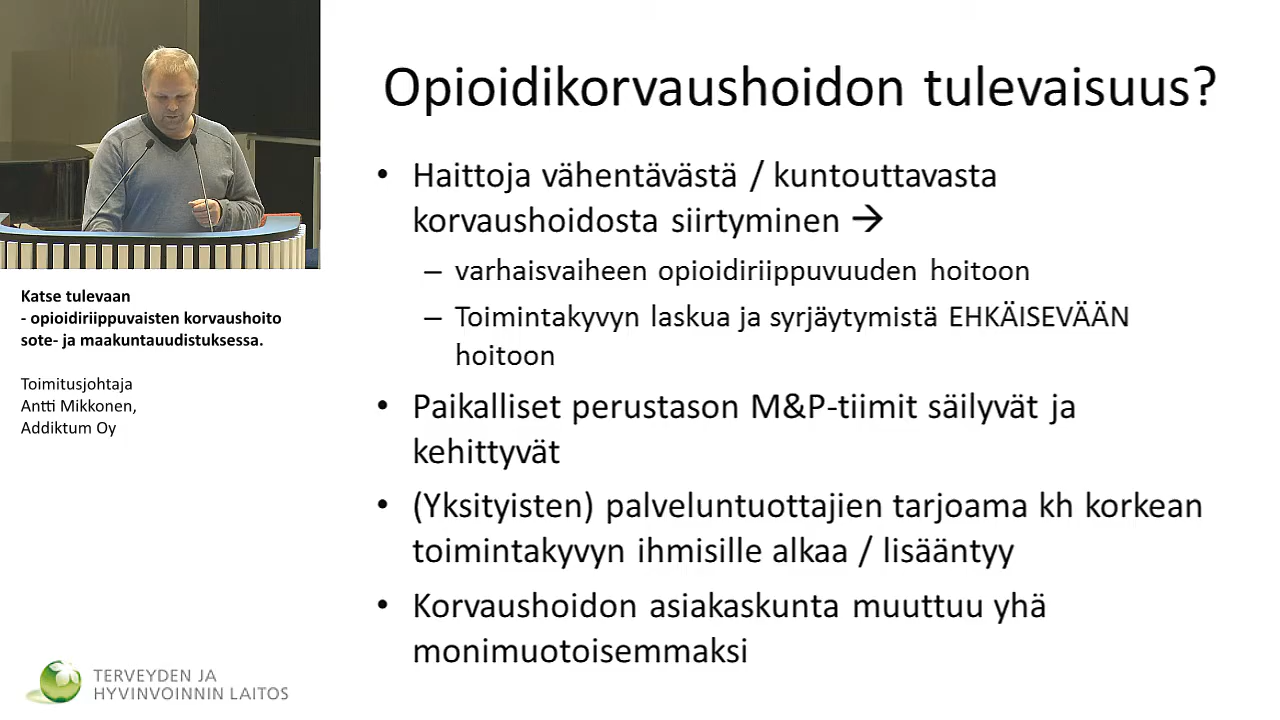 Opioidikorvaushoidon tulevaisuus?
• Haittoja vähentävästä / kuntouttavasta
korvaushoidosta siirtyminen →
– varhaisvaiheen opioidiriippuvuuden hoitoon
– Toimintakyvyn laskua ja syrjäytymistä EHKÄISEVÄÄN
hoitoon
• Paikalliset perustason M&P-tiimit säilyvät ja
kehittyvät
• (Yksityisten) palveluntuottajien tarjoama kh korkean
toimintakyvyn ihmisille alkaa / lisääntyy
• Korvaushoidon asiakaskunta muuttuu yhä
monimuotoisemmaksi
Katse tulevaan
- opioidiriippuvaisten korvaushoito
sote- ja maakuntauudistuksessa.
Toimitusjohtaja
Antti Mikkonen,
Addiktum Oy
TERVEYDEN JA
HYVINVOINNIN LAITOS